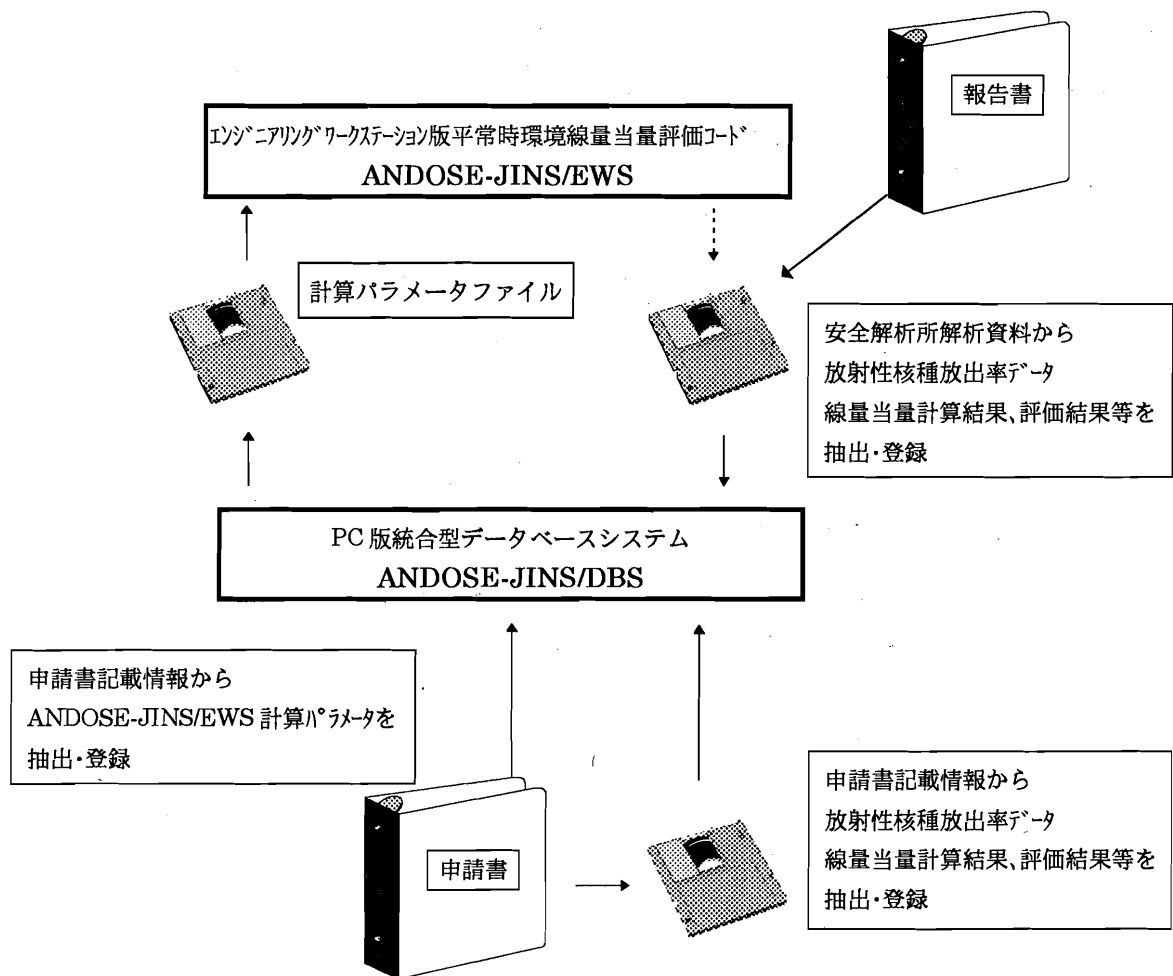 報告書
エンジニアリングワークステーション版平常時環境線量当量評価コード
ANDOSE-JINS/EWS
計算パラメータファイル
安全解析所解析資料から
放射性核種放出率データ
線量当量計算結果、評価結果等を
抽出・登録
PC版統合型データベースシステム
ANDOSE-JINS/DBS
申請書記載情報から
ANDOSE-JINS/EWS計算パラメータを
抽出・登録
申請書
申請書記載情報から
放射性核種放出率データ
線量当量計算結果、評価結果等を
抽出・登録